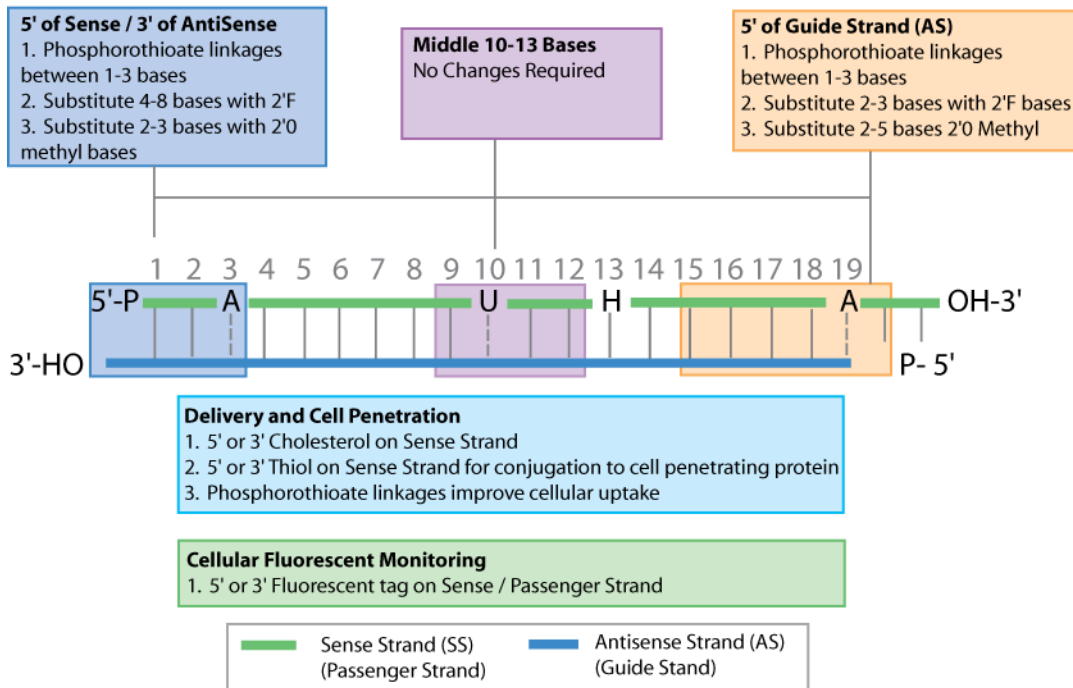 5' of Sense / 3' of AntiSense
1. Phosphorothioate linkages
between 1-3 bases
2. Substitute 4-8 bases with 2'F
3. Substitute 2-3 bases with 2'0
methyl bases
Middle 10-13 Bases
No Changes Required
5' of Guide Strand (AS)
1. Phosphorothioate linkages
between 1-3 bases
2. Substitute 2-3 bases with 2'F bases
3. Substitute 2-5 bases 2'0 Methyl
1 2 3 4 5 6 7 8 9 10 11 12 13 14 15 16 17 18 19
5'-P A U H A OH-3'
3'-HO P- 5'
Delivery and Cell Penetration
1. 5' or 3' Cholesterol on Sense Strand
2. 5' or 3' Thiol on Sense Strand for conjugation to cell penetrating protein
3. Phosphorothioate linkages improve cellular uptake
Cellular Fluorescent Monitoring
1. 5' or 3' Fluorescent tag on Sense / Passenger Strand
Sense Strand (SS)
(Passenger Strand)
Antisense Strand (AS)
(Guide Stand)